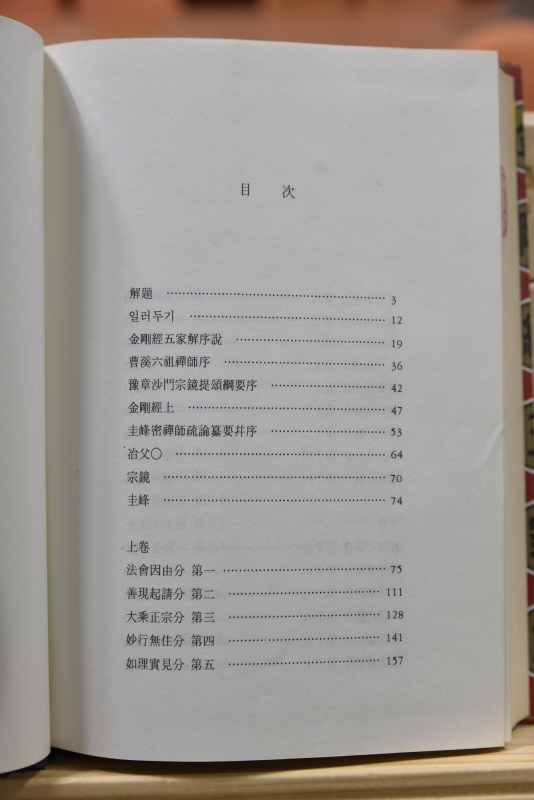 目 次
解題 ………………………………………… 3
일러두기 ………………………………………… 12
金剛經五家解序說 ………………………………………… 19
曹溪六祖禪師序 ………………………………………… 36
豫章沙門宗鏡提頌綱要序 ………………………………………… 42
金剛經上 ………………………………………… 47
圭峰密禪師疏論纂要幷序 ………………………………………… 53
冶父〇 ………………………………………… 64
宗鏡 ………………………………………… 70
圭峰 ………………………………………… 74
上卷
法會因由分 第一 ………………………………………… 75
善現起請分 第二 ………………………………………… 111
大乘正宗分 第三 ………………………………………… 128
妙行無住分 第四 ………………………………………… 141
如理實見分 第五 ………………………………………… 157